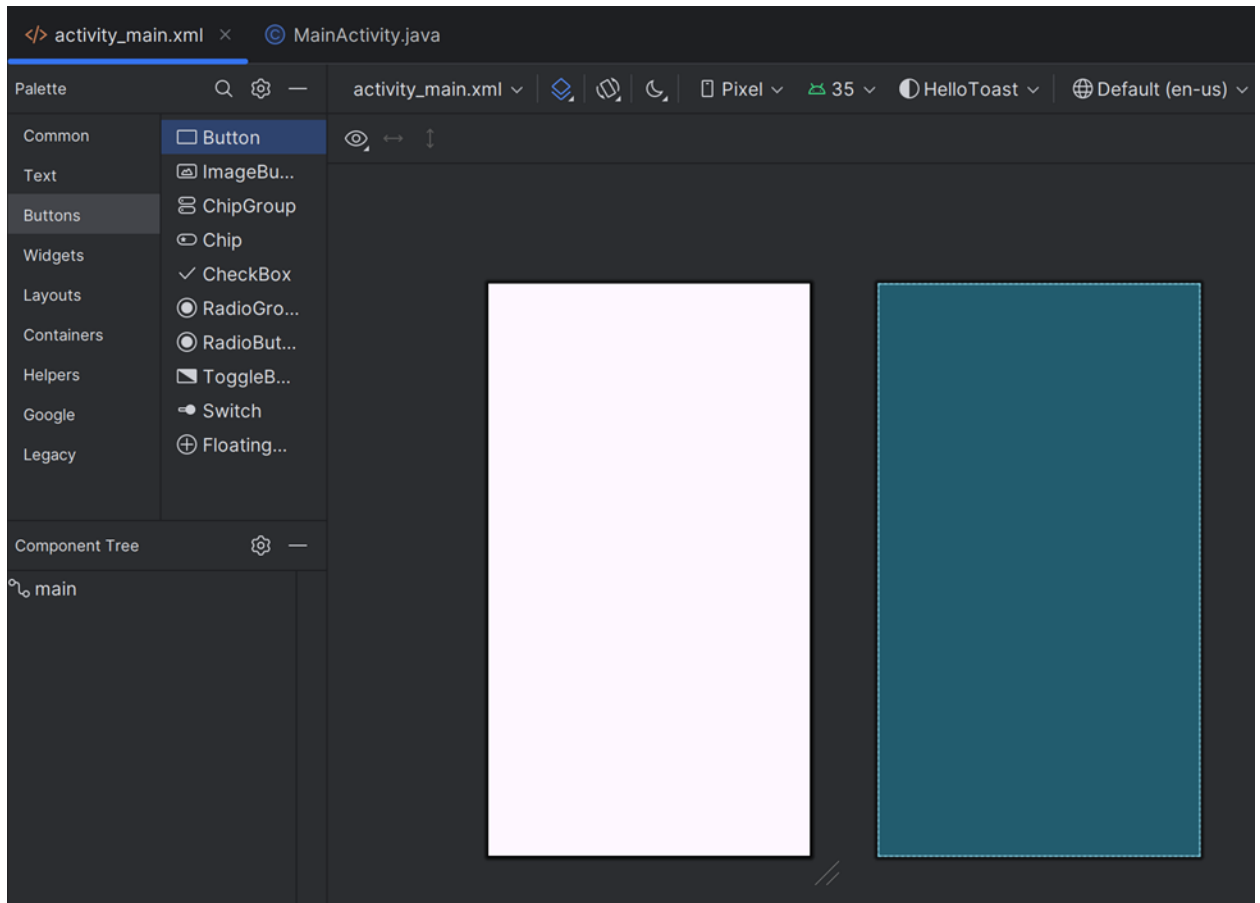 </> activity_main.xml ×
© MainActivity.java
Palette
activity_main.xml
Pixel
35
HelloToast
Default (en-us)
Common
Text
Buttons
Widgets
Layouts
Containers
Helpers
Google
Legacy
Button
ImageBu...
ChipGroup
Chip
CheckBox
RadioGro...
RadioBut...
ToggleB...
Switch
Floating...
Component Tree
main